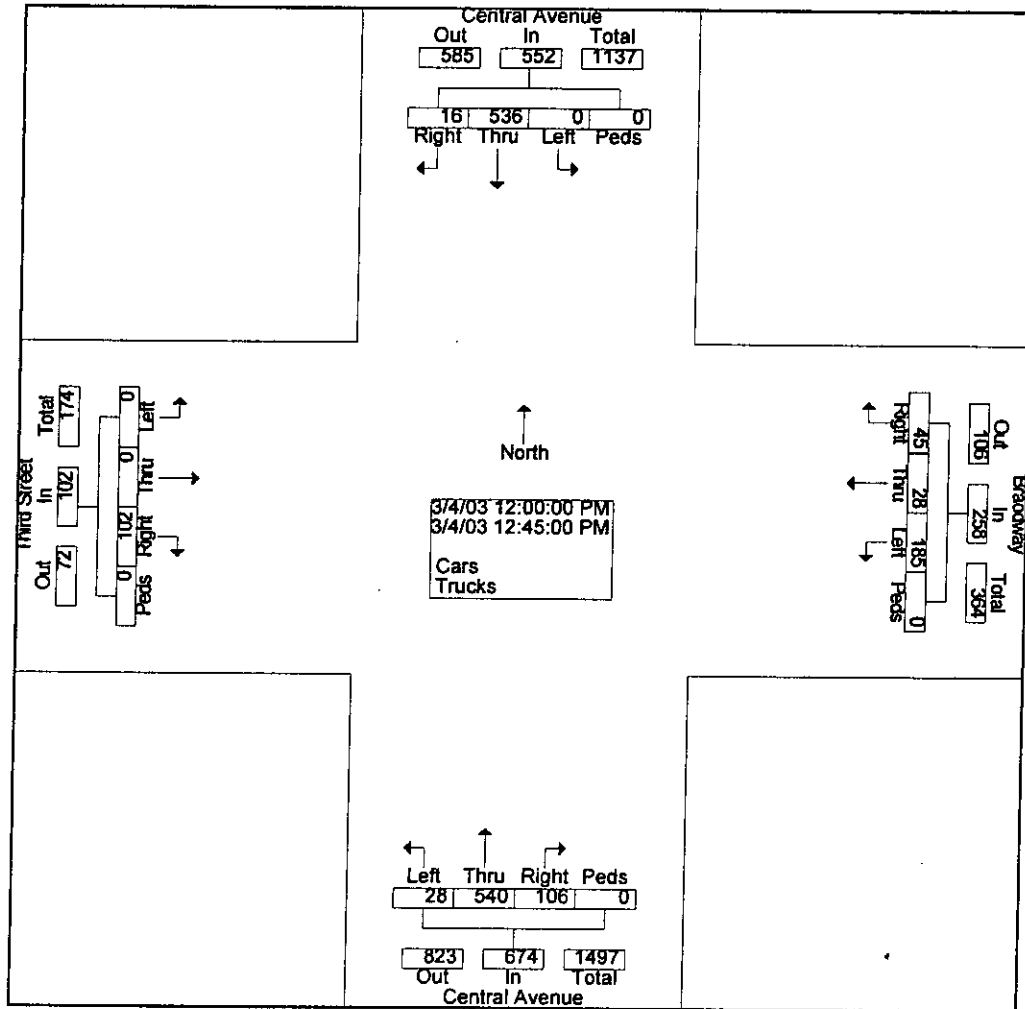 Central Avenue
Out In Total
585 552 1137
16 536 0 0
Right Thru Left Peds
Third Street
Total In Out
174 102 72
0 0 102 0
Left Thru Right Peds
North
3/4/03 12:00:00 PM
3/4/03 12:45:00 PM
Cars
Trucks
Right Thru Left Peds
45 28 185 0
106 258 364
Out In Total
Braodway
Left Thru Right Peds
28 540 106 0
823 674 1497
Out In Total
Central Avenue